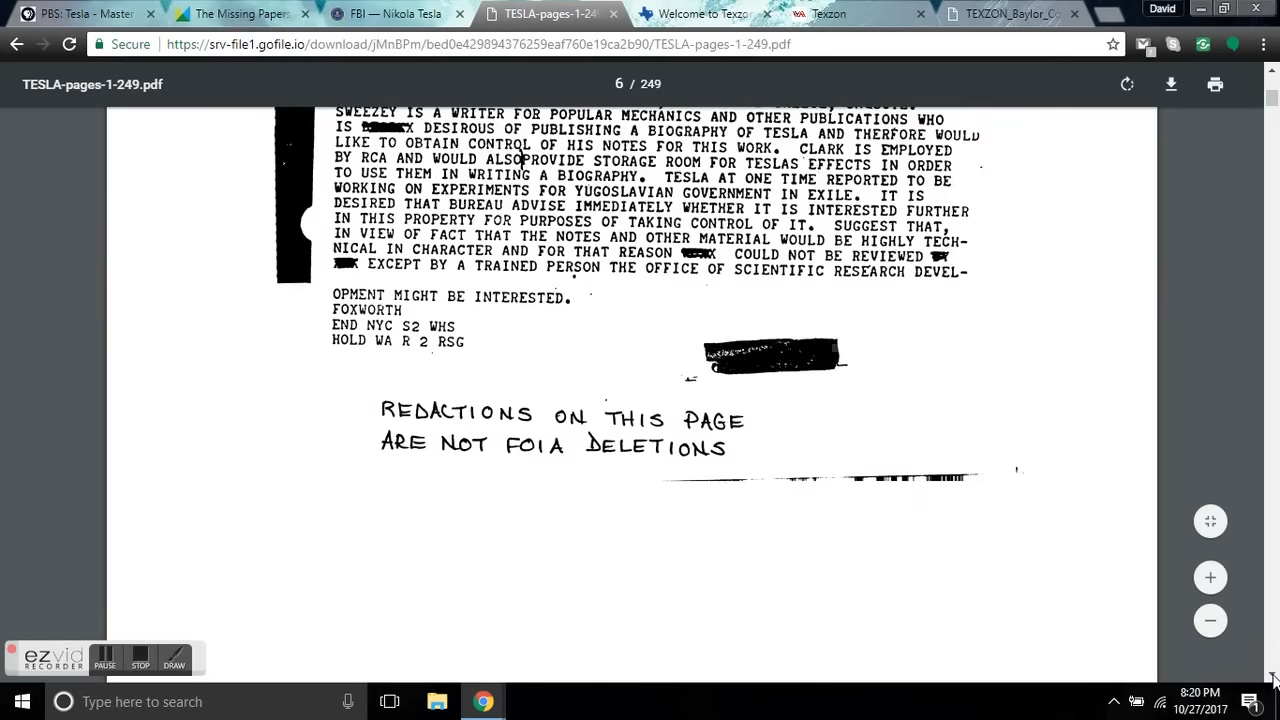 PBS: Tesla - Master
The Missing Papers
FBI — Nikola Tesla
TESLA-pages-1-249
Welcome to Texzon
Texzon
TEXZON_Baylor_Co
David
Secure
https://srv-file1.gofile.io/download/jMnBPm/bed0e429894376259eaf760e19ca2b90/TESLA-pages-1-249.pdf
TESLA-pages-1-249.pdf
6 / 249
SWEEZEY IS A WRITER FOR POPULAR MECHANICS AND OTHER PUBLICATIONS WHO
IS X DESIROUS OF PUBLISHING A BIOGRAPHY OF TESLA AND THERFORE WOULD
LIKE TO OBTAIN CONTROL OF HIS NOTES FOR THIS WORK. CLARK IS EMPLOYED
BY RCA AND WOULD ALSO PROVIDE STORAGE ROOM FOR TESLAS EFFECTS IN ORDER
TO USE THEM IN WRITING A BIOGRAPHY. TESLA AT ONE TIME REPORTED TO BE
WORKING ON EXPERIMENTS FOR YUGOSLAVIAN GOVERNMENT IN EXILE. IT IS
DESIRED THAT BUREAU ADVISE IMMEDIATELY WHETHER IT IS INTERESTED FURTHER
IN THIS PROPERTY FOR PURPOSES OF TAKING CONTROL OF IT. SUGGEST THAT,
IN VIEW OF FACT THAT THE NOTES AND OTHER MATERIAL WOULD BE HIGHLY TECH-
NICAL IN CHARACTER AND FOR THAT REASON X COULD NOT BE REVIEWED
EXCEPT BY A TRAINED PERSON THE OFFICE OF SCIENTIFIC RESEARCH DEVEL-
OPMENT MIGHT BE INTERESTED.
FOXWORTH
END NYC S2 WHS
HOLD WA R 2 RSG
REDACTIONS ON THIS PAGE
ARE NOT FOIA DELETIONS
ezvid
RECORDER
PAUSE
STOP
DRAW
Type here to search
8:20 PM
10/27/2017